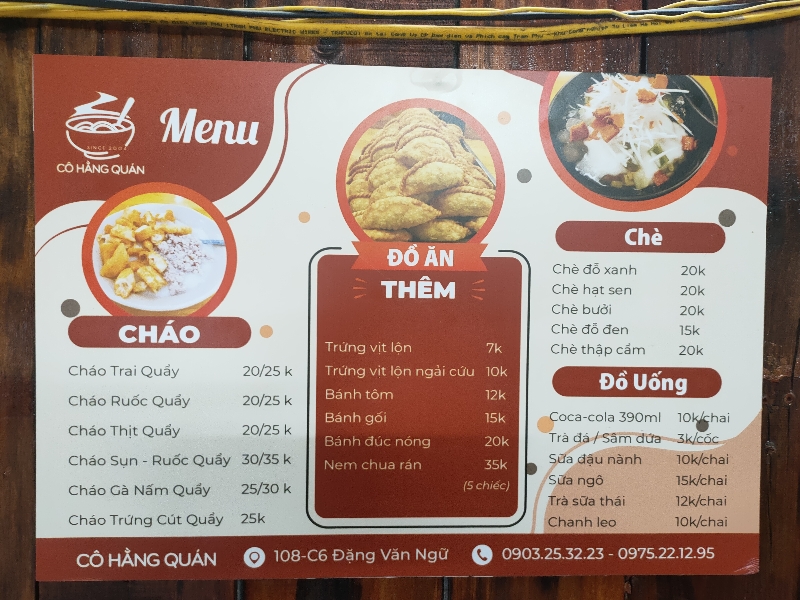 SINCE 2007
CÔ HẰNG QUÁN
Menu
CHÁO
Cháo Trai Quẩy 20/25 k
Cháo Ruốc Quẩy 20/25 k
Cháo Thịt Quẩy 20/25 k
Cháo Sụn - Ruốc Quẩy 30/35 k
Cháo Gà Nấm Quẩy 25/30 k
Cháo Trứng Cút Quẩy 25k
ĐỒ ĂN
THÊM
Trứng vịt lộn 7k
Trứng vịt lộn ngải cứu 10k
Bánh tôm 12k
Bánh gối 15k
Bánh đúc nóng 20k
Nem chua rán 35k
(5 chiếc)
Chè
Chè đỗ xanh 20k
Chè hạt sen 20k
Chè bưởi 20k
Chè đỗ đen 15k
Chè thập cẩm 20k
Đồ Uống
Coca-cola 390ml 10k/chai
Trà đá / Sâm dứa 3k/cốc
Sữa đậu nành 10k/chai
Sữa ngô 15k/chai
Trà sữa thái 12k/chai
Chanh leo 10k/chai
CÔ HẰNG QUÁN
108-C6 Đặng Văn Ngữ
0903.25.32.23 - 0975.22.12.95